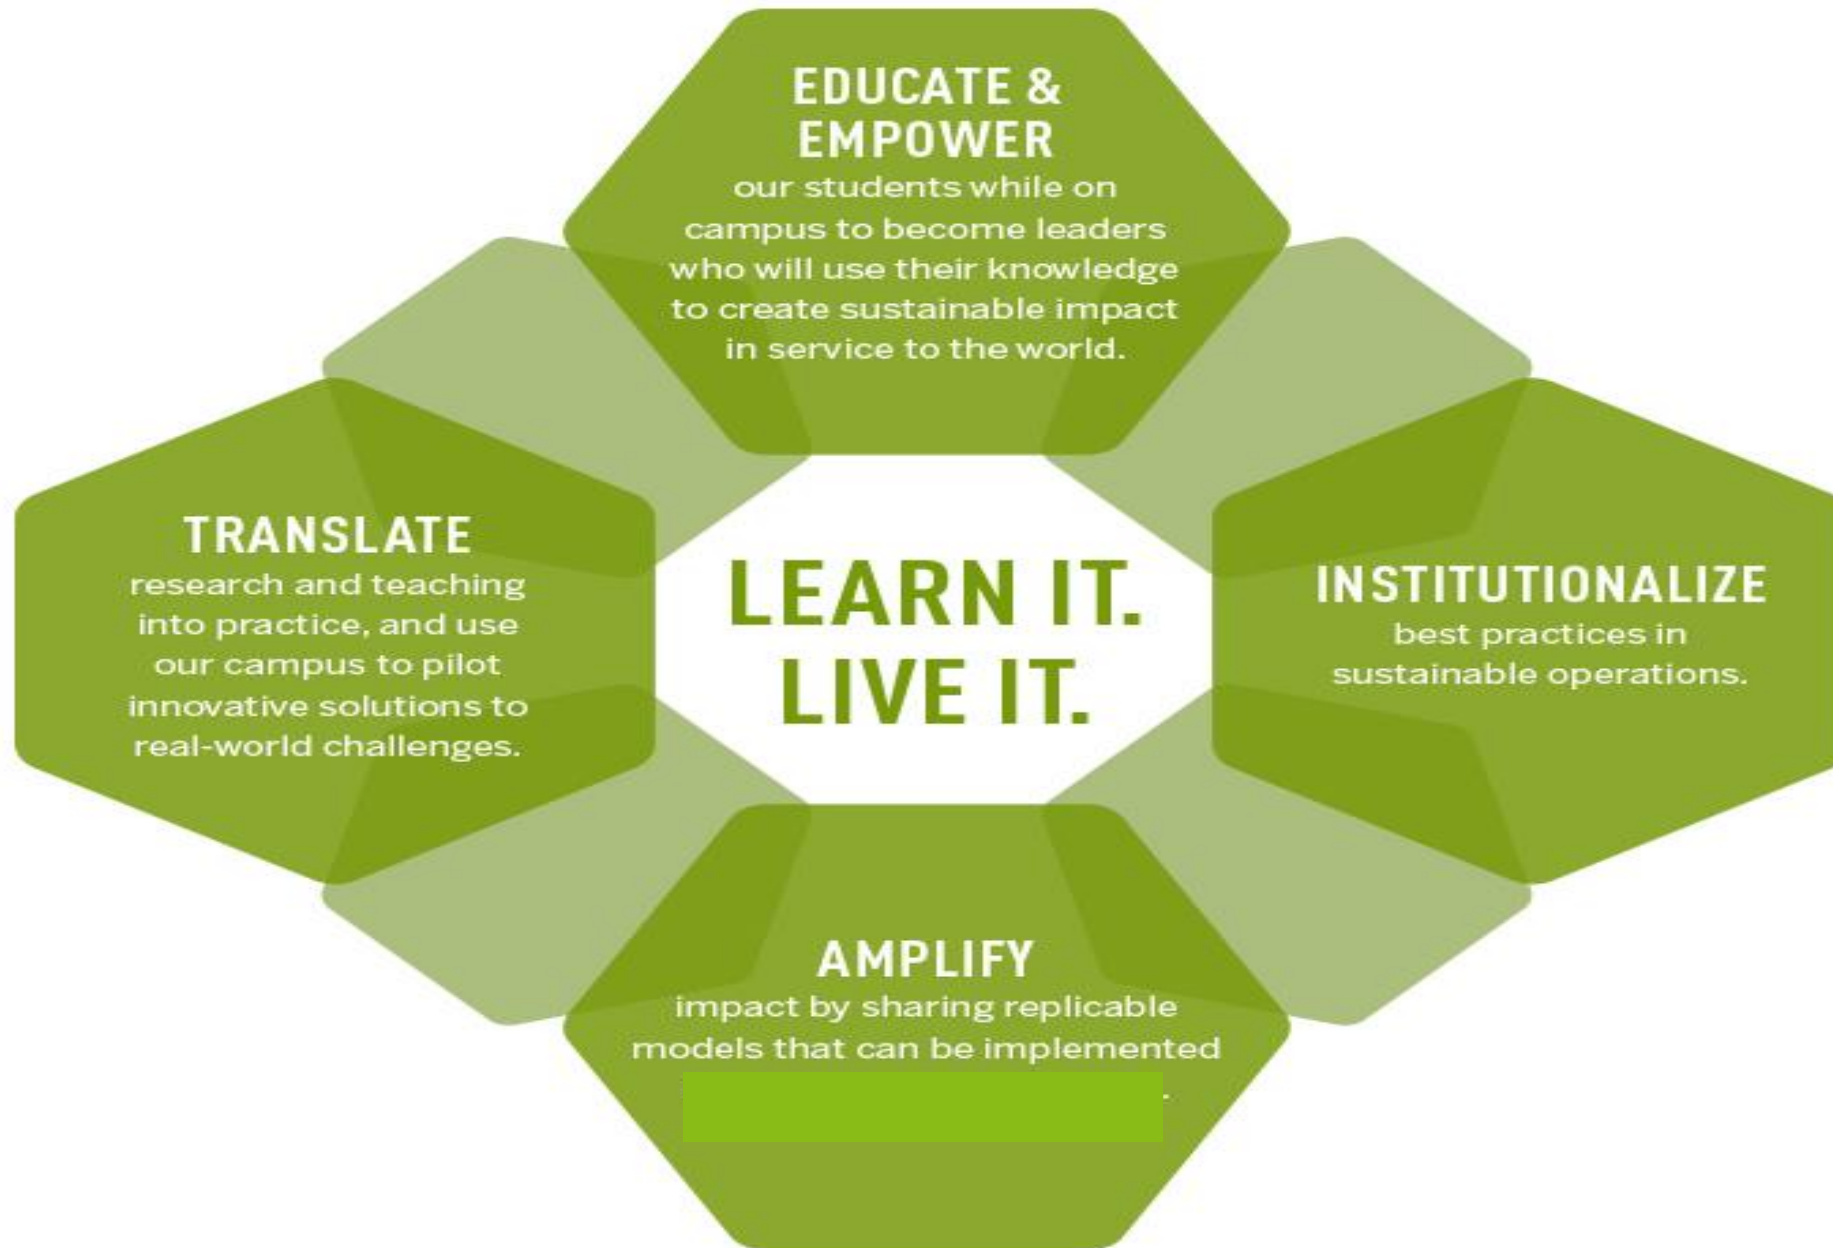 EDUCATE &
EMPOWER
our students while on
campus to become leaders
who will use their knowledge
to create sustainable impact
in service to the world.
TRANSLATE
research and teaching
into practice, and use
our campus to pilot
innovative solutions to
real-world challenges.
LEARN IT.
LIVE IT.
INSTITUTIONALIZE
best practices in
sustainable operations.
AMPLIFY
impact by sharing replicable
models that can be implemented